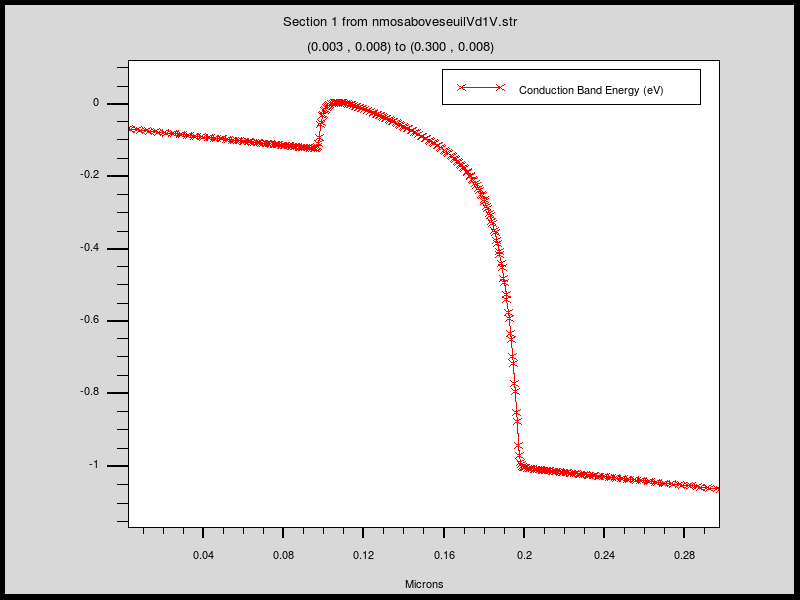 Section 1 from nmosaboveseuilVd1V.str
(0.003 , 0.008) to (0.300 , 0.008)
Conduction Band Energy (eV)
0
-0.2
-0.4
-0.6
-0.8
-1
0.04 0.08 0.12 0.16 0.2 0.24 0.28
Microns